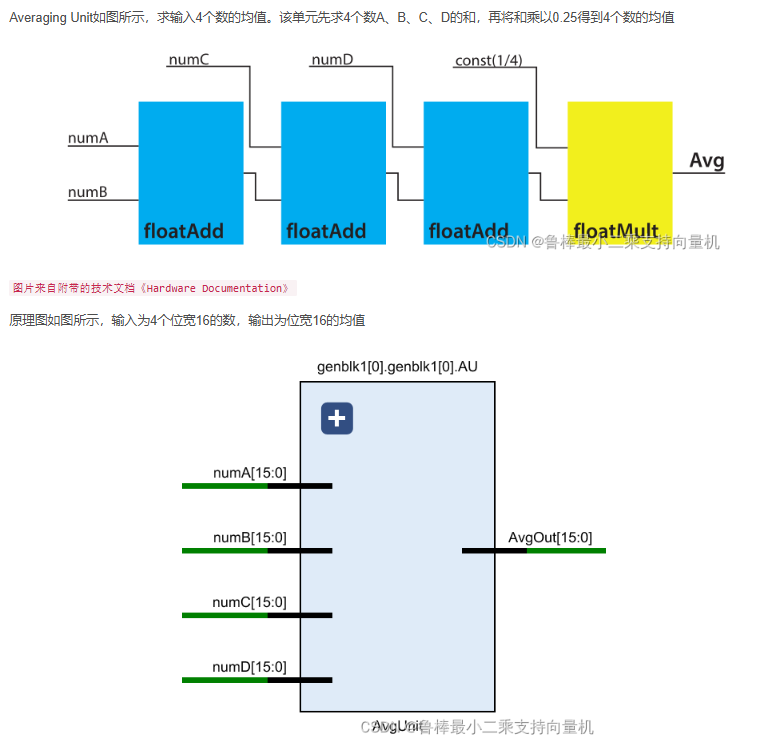 Averaging Unit如图所示，求输入4个数的均值。该单元先求4个数A、B、C、D的和，再将和乘以0.25得到4个数的均值
numC numD const(1/4)
numA
Avg
numB
floatAdd floatAdd floatAdd floatMult
CSDN @鲁棒最小二乘支持向量机
图片来自附带的技术文档《Hardware Documentation》
原理图如图所示，输入为4个位宽16的数，输出为位宽16的均值
genblk1[0].genblk1[0].AU
numA[15:0]
numB[15:0] AvgOut[15:0]
numC[15:0]
numD[15:0]
AvgUnit
CSDN @鲁棒最小二乘支持向量机